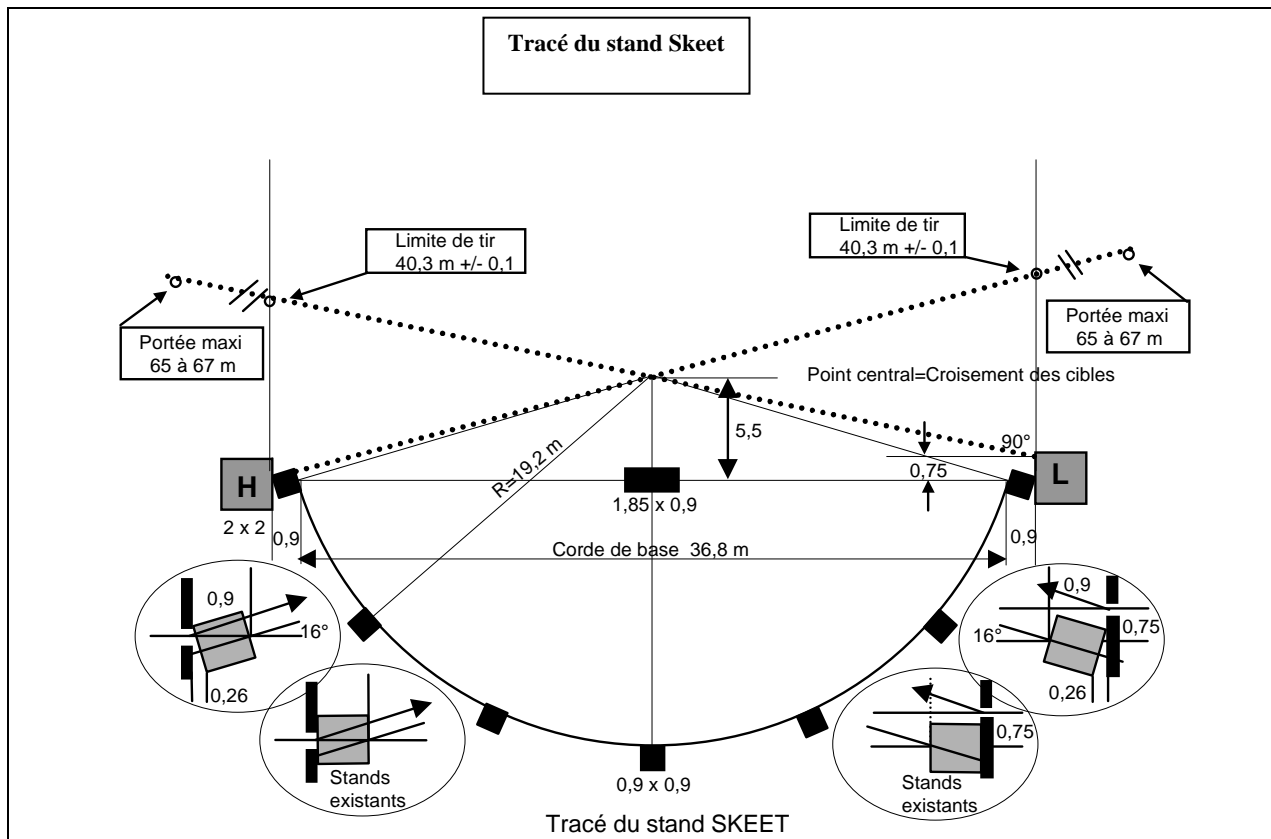 Tracé du stand Skeet
Limite de tir
40,3 m +/- 0,1
Limite de tir
40,3 m +/- 0,1
Portée maxi
65 à 67 m
Portée maxi
65 à 67 m
Point central=Croisement des cibles
5,5
90°
0,75
R=19,2 m
H
L
2 x 2
1,85 x 0,9
0,9
0,9
Corde de base 36,8 m
0,9
16°
0,26
0,9
16°
0,75
0,26
Stands
existants
0,75
Stands
existants
0,9 x 0,9
Tracé du stand SKEET